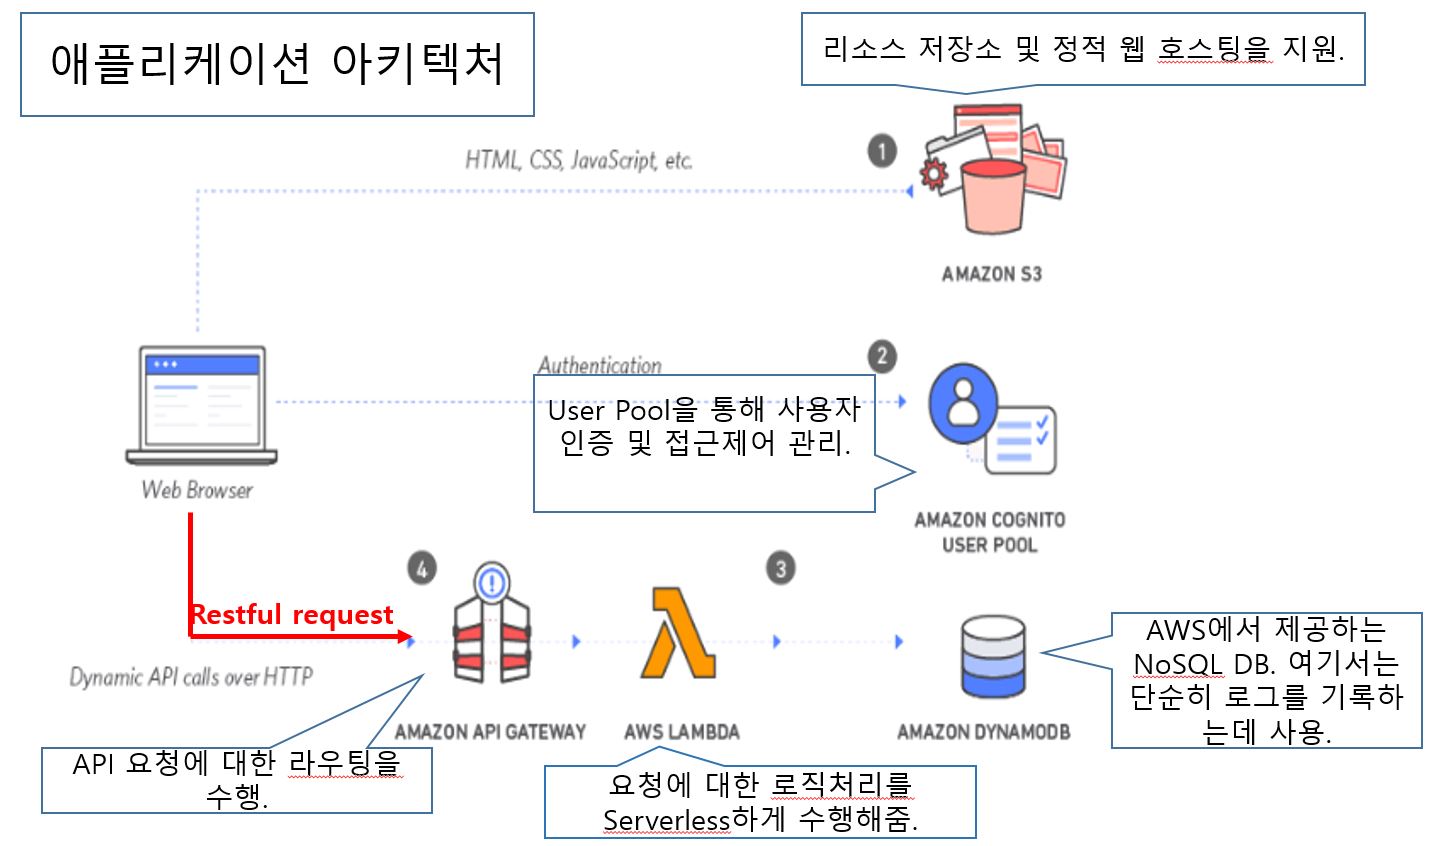 애플리케이션 아키텍처
리소스 저장소 및 정적 웹 호스팅을 지원.
1
HTML, CSS, JavaScript, etc.
AMAZON S3
2
Authentication
User Pool을 통해 사용자
인증 및 접근제어 관리.
Web Browser
AMAZON COGNITO
USER POOL
4
3
Restful request
Dynamic API calls over HTTP
AMAZON API GATEWAY
AWS LAMBDA
AMAZON DYNAMODB
AWS에서 제공하는
NoSQL DB. 여기서는
단순히 로그를 기록하
는데 사용.
API 요청에 대한 라우팅을
수행.
요청에 대한 로직처리를
Serverless하게 수행해줌.